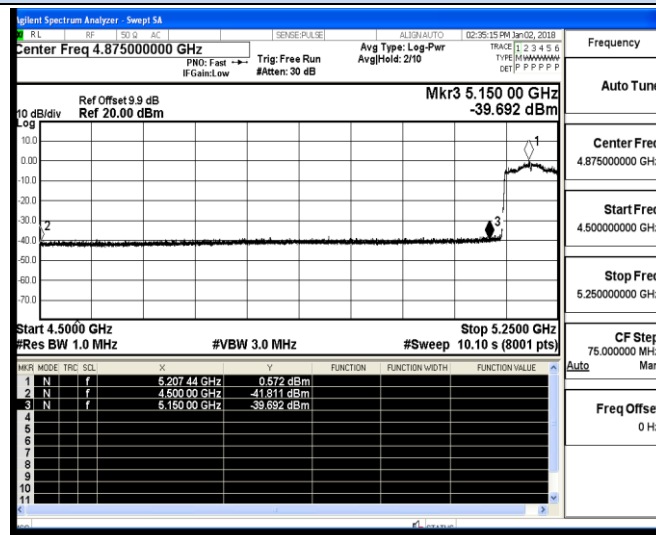 Agilent Spectrum Analyzer - Swept SA
RL RF 50 Ω AC SENSE:PULSE ALIGNAUTO 02:35:15 PM Jan 02, 2018
Center Freq 4.875000000 GHz
PNO: Fast
IFGain:Low
Trig: Free Run
#Atten: 30 dB
Avg Type: Log-Pwr
Avg|Hold: 2/10
TRACE 1 2 3 4 5 6
TYPE M
DET P P P P P P
Ref Offset 9.9 dB
10 dB/div Ref 20.00 dBm
Log
Mkr3 5.150 00 GHz
-39.692 dBm
10.0
0.00
-10.0
-20.0
-30.0
-40.0
-50.0
-60.0
-70.0
1
2
3
Start 4.5000 GHz Stop 5.2500 GHz
#Res BW 1.0 MHz #VBW 3.0 MHz #Sweep 10.10 s (8001 pts)
MKR MODE TRC SCL X Y FUNCTION FUNCTION WIDTH FUNCTION VALUE
1 N f 5.207 44 GHz 0.572 dBm
2 N f 4.500 00 GHz -41.811 dBm
3 N f 5.150 00 GHz -39.692 dBm
4
5
6
7
8
9
10
11
STATUS
Frequency
Auto Tune
Center Freq
4.875000000 GHz
Start Freq
4.500000000 GHz
Stop Freq
5.250000000 GHz
CF Step
75.000000 MHz
Auto Man
Freq Offset
0 Hz